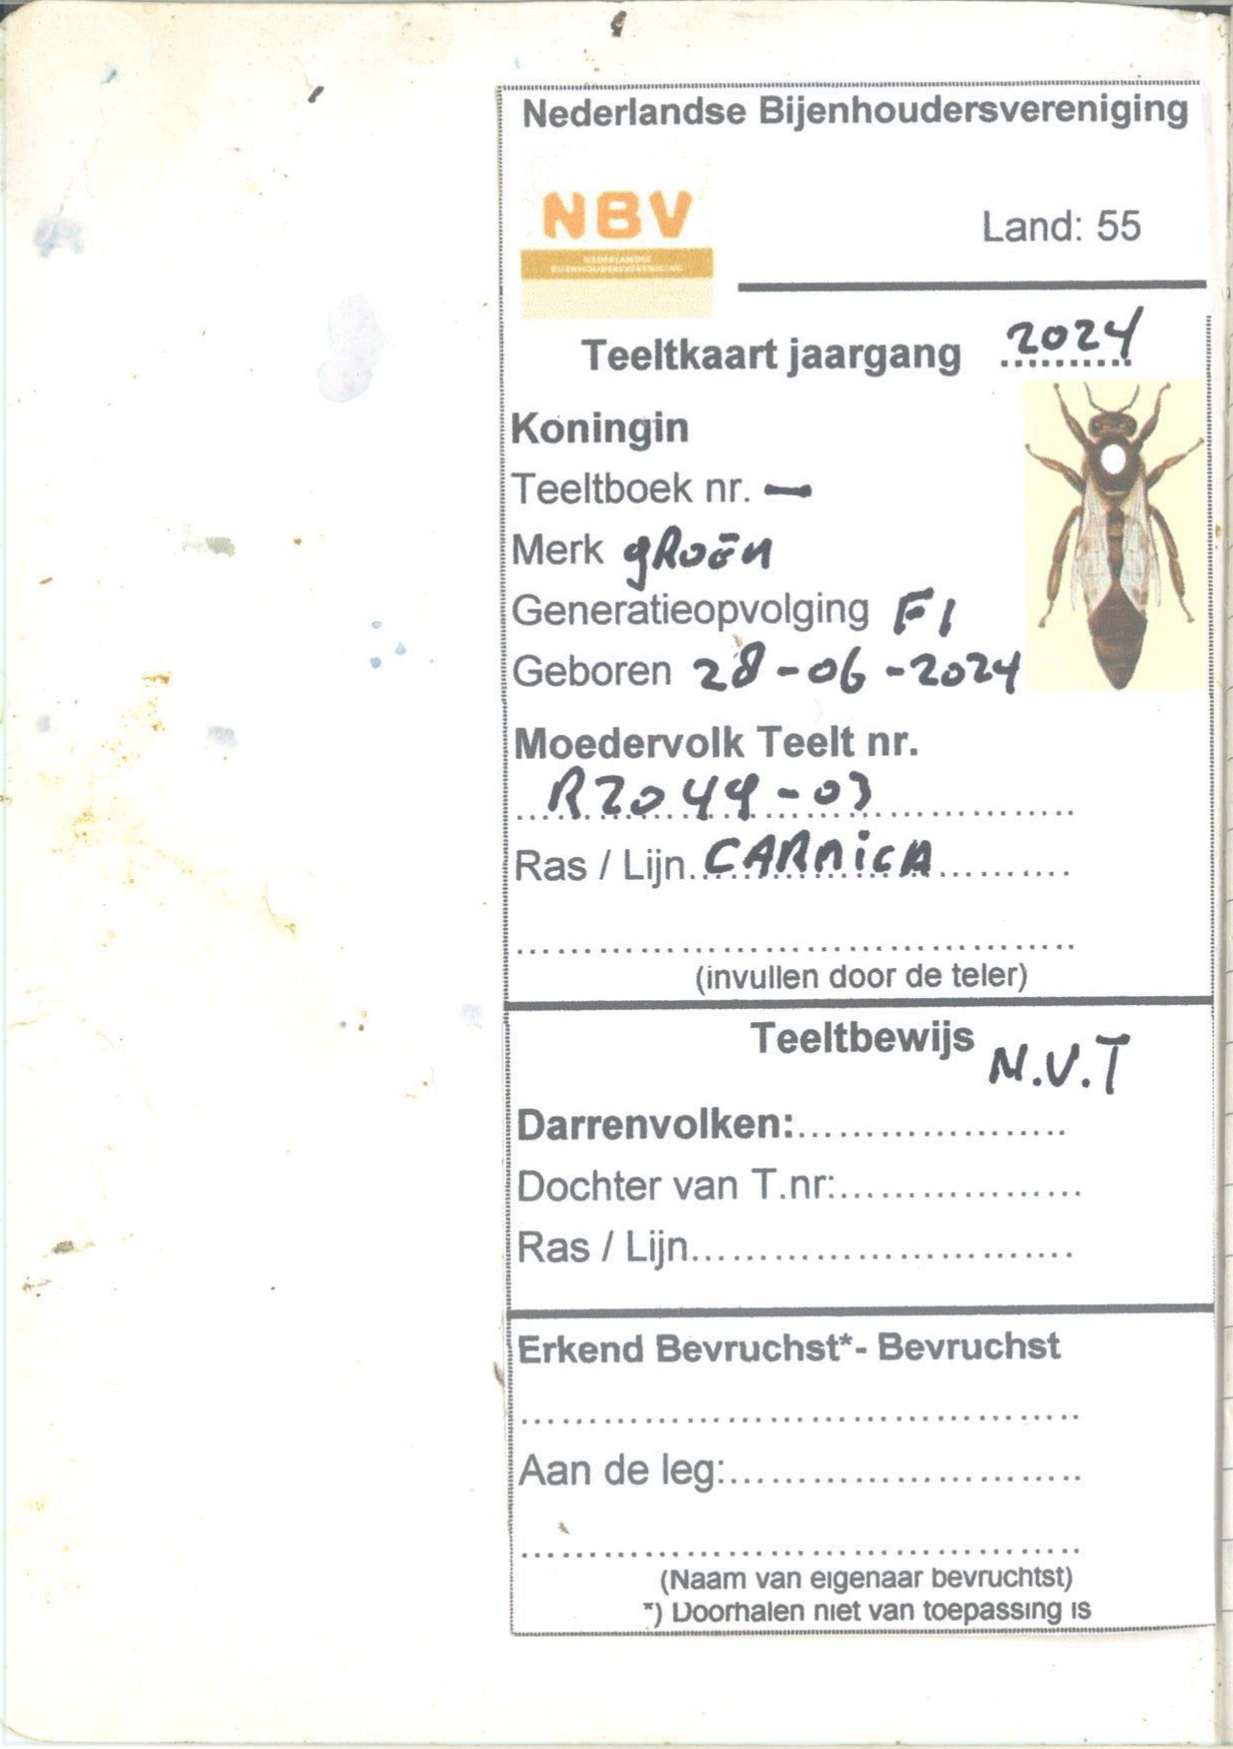 Nederlandse Bijenhoudersvereniging
NBV
NEDERLANDSE
BIJENHOUDERSVERENIGING
Land: 55
Teeltkaart jaargang 2024
Koningin
Teeltboek nr. —
Merk gRoēn
Generatieopvolging F1
Geboren 28-06-2024
Moedervolk Teelt nr.
R2044-03
Ras / Lijn. CARniCA
(invullen door de teler)
Teeltbewijs N.V.T
Darrenvolken:
Dochter van T.nr:
Ras / Lijn
Erkend Bevruchst*- Bevruchst
Aan de leg:
(Naam van eigenaar bevruchtst)
*) Doorhalen niet van toepassing is